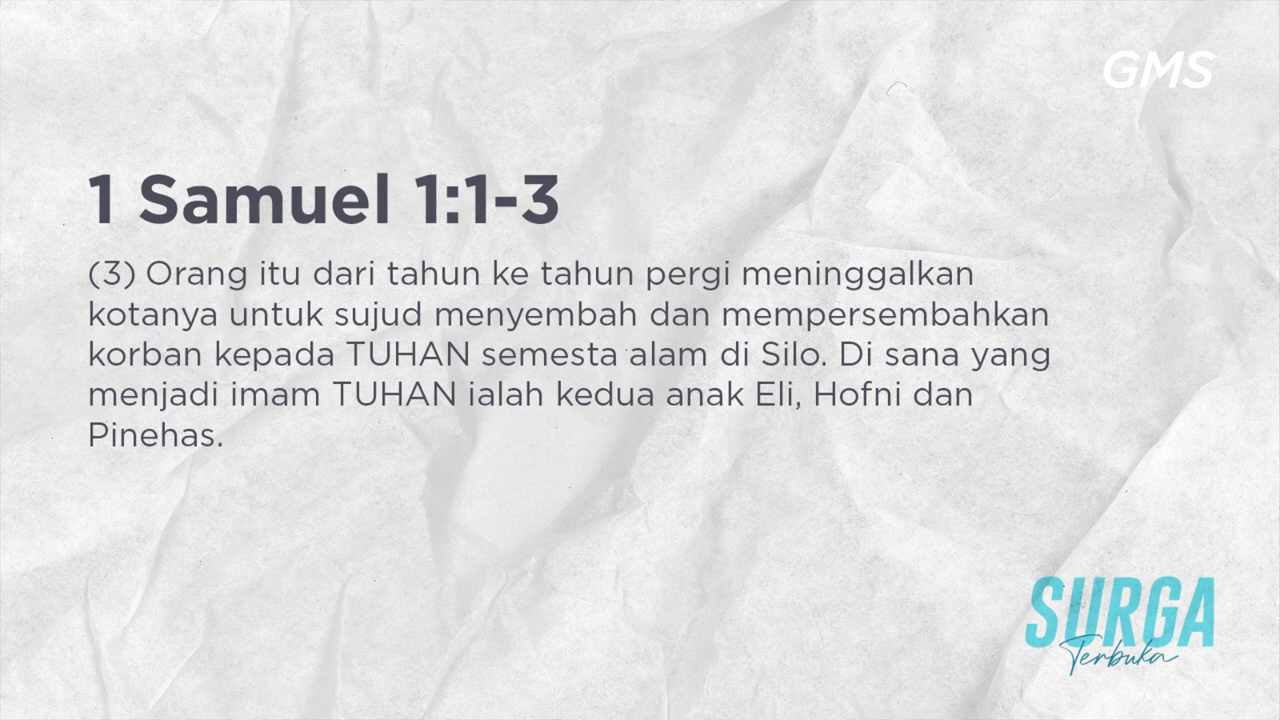 GMS
1 Samuel 1:1-3
(3) Orang itu dari tahun ke tahun pergi meninggalkan
kotanya untuk sujud menyembah dan mempersembahkan
korban kepada TUHAN semesta alam di Silo. Di sana yang
menjadi imam TUHAN ialah kedua anak Eli, Hofni dan
Pinehas.
SURGA
Terbuka